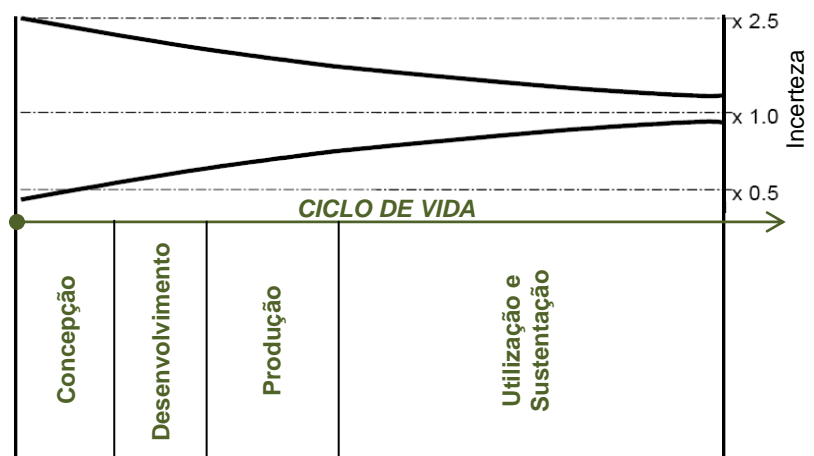 x 2.5
x 1.0
x 0.5
Incerteza
CICLO DE VIDA
Concepção
Desenvolvimento
Produção
Utilização e
Sustentação